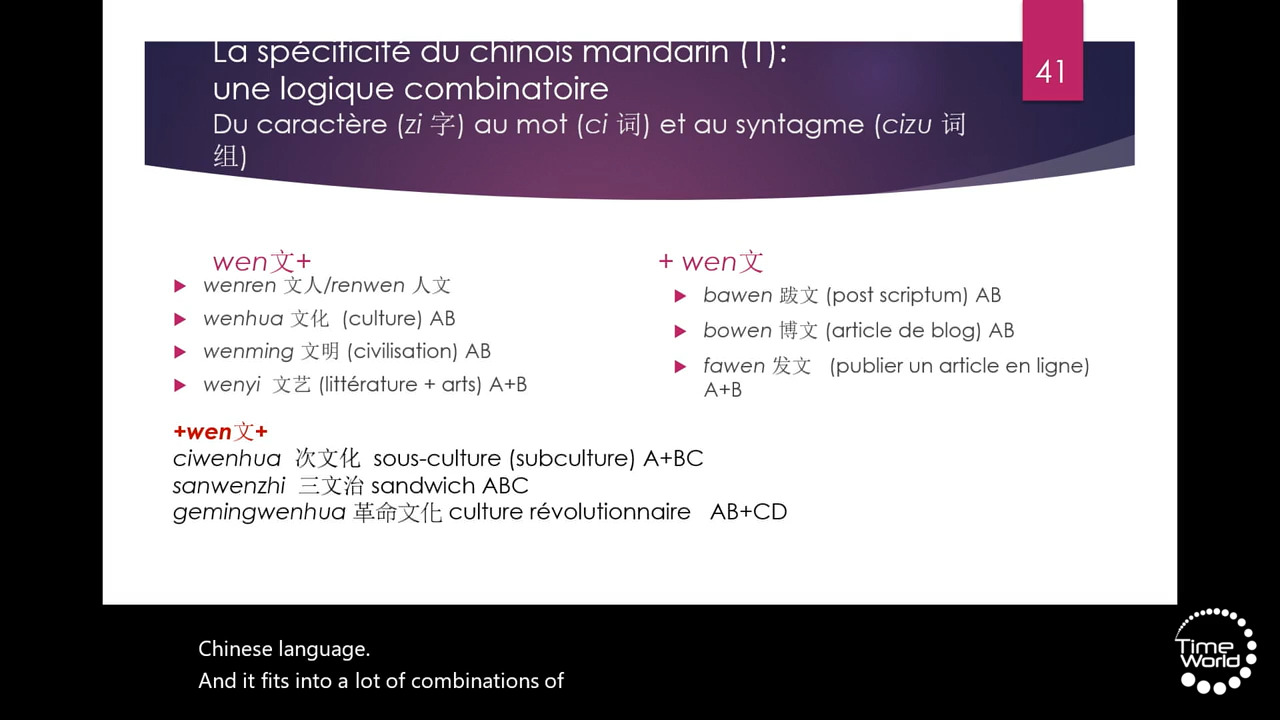 La spécificité du chinois mandarin (1):
une logique combinatoire
Du caractère (zi 字) au mot (ci 词) et au syntagme (cizu 词
组)
41
wen文+
wenren 文人/renwen 人文
wenhua 文化 (culture) AB
wenming 文明 (civilisation) AB
wenyi 文艺 (littérature + arts) A+B
+ wen文
bawen 跋文 (post scriptum) AB
bowen 博文 (article de blog) AB
fawen 发文 (publier un article en ligne)
A+B
+wen文+
ciwenhua 次文化 sous-culture (subculture) A+BC
sanwenzhi 三文治 sandwich ABC
gemingwenhua 革命文化 culture révolutionnaire AB+CD
Chinese language.
And it fits into a lot of combinations of
Time
World